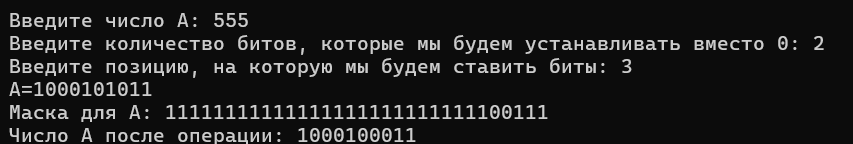 Введите число A: 555
Введите количество битов, которые мы будем устанавливать вместо 0: 2
Введите позицию, на которую мы будем ставить биты: 3
A=1000101011
Маска для A: 11111111111111111111111111100111
Число A после операции: 1000100011